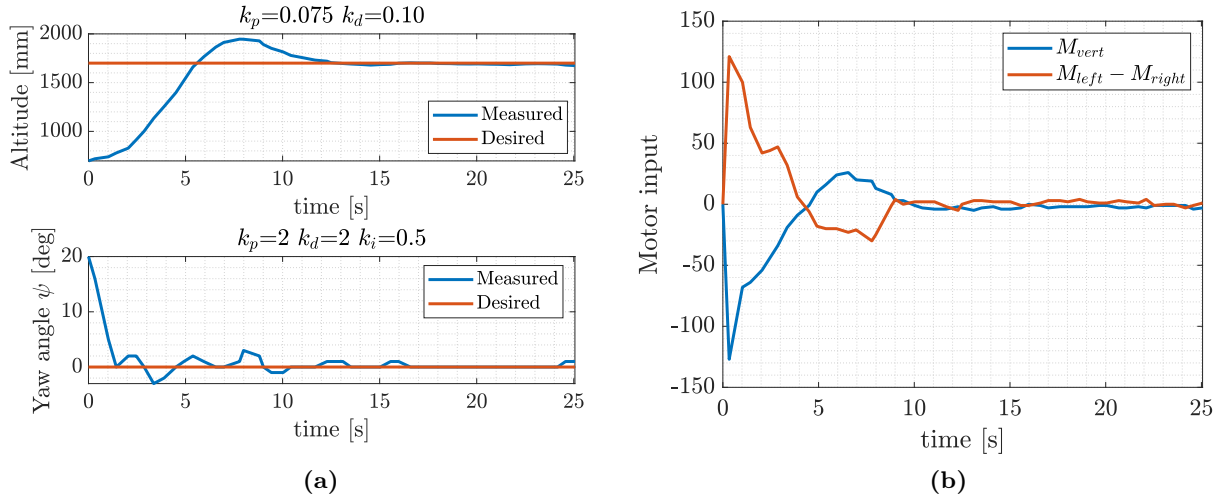 k_p=0.075 k_d=0.10
Altitude [mm]
2000
1000
Measured
Desired
0 5 10 15 20 25
time [s]
k_p=2 k_d=2 k_i=0.5
Yaw angle ψ [deg]
20
10
0
Measured
Desired
0 5 10 15 20 25
time [s]
(a)
Motor input
150
100
50
0
-50
-100
-150
M_vert
M_left − M_right
0 5 10 15 20 25
time [s]
(b)